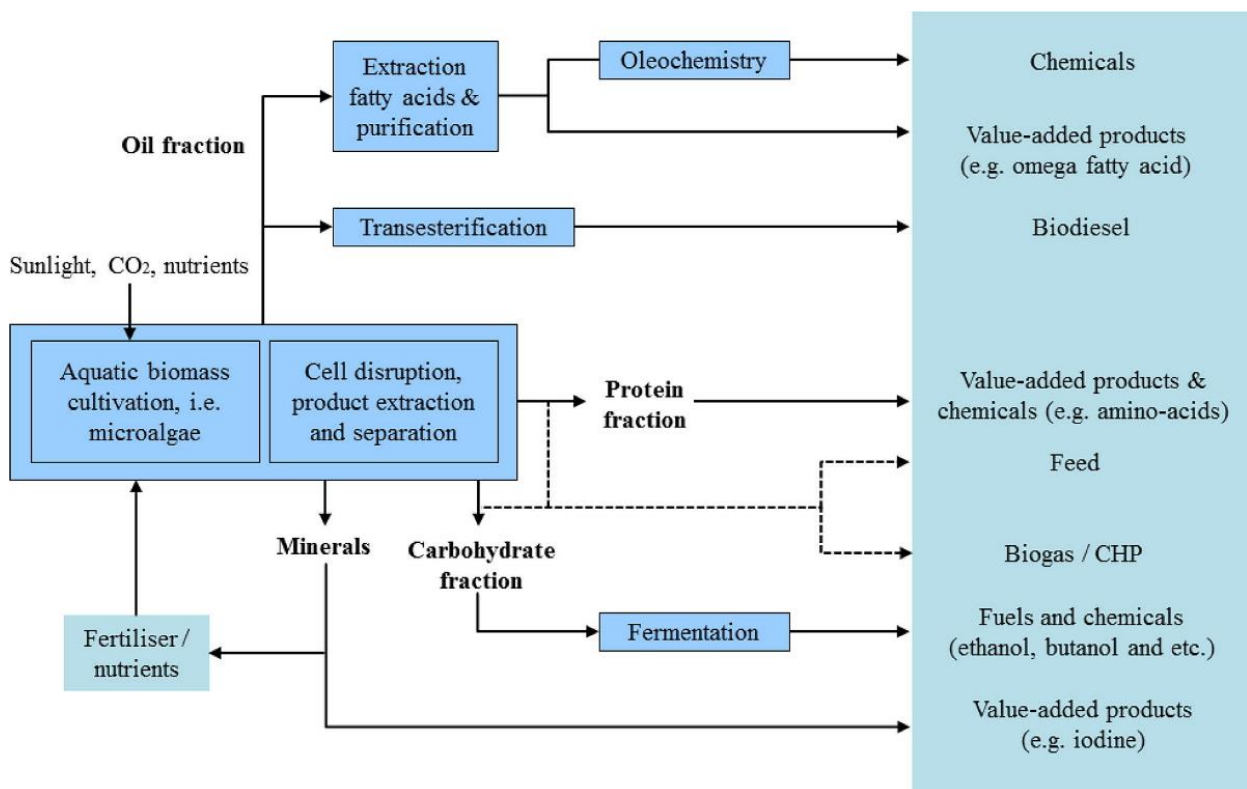 Extraction
fatty acids &
purification
Oleochemistry
Chemicals
Oil fraction
Value-added products
(e.g. omega fatty acid)
Transesterification
Biodiesel
Sunlight, CO₂, nutrients
Aquatic biomass
cultivation, i.e.
microalgae
Cell disruption,
product extraction
and separation
Protein
fraction
Value-added products &
chemicals (e.g. amino-acids)
Feed
Minerals
Carbohydrate
fraction
Biogas / CHP
Fertiliser /
nutrients
Fermentation
Fuels and chemicals
(ethanol, butanol and etc.)
Value-added products
(e.g. iodine)